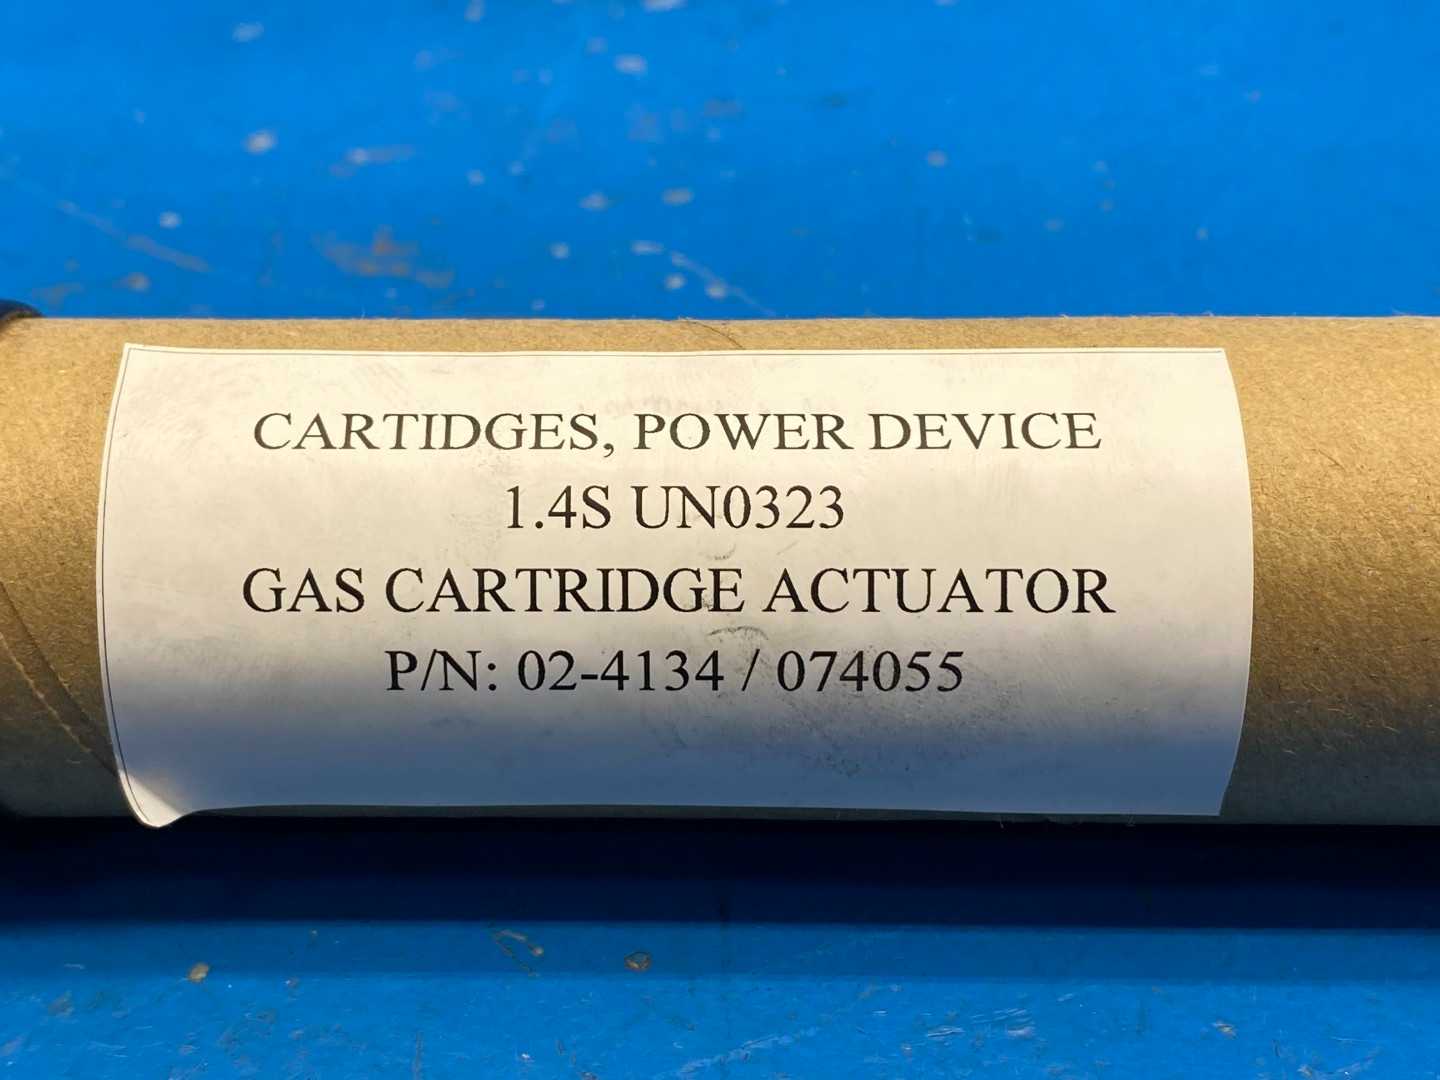 CARTIDGES, POWER DEVICE
1.4S UN0323
GAS CARTRIDGE ACTUATOR
P/N: 02-4134 / 074055